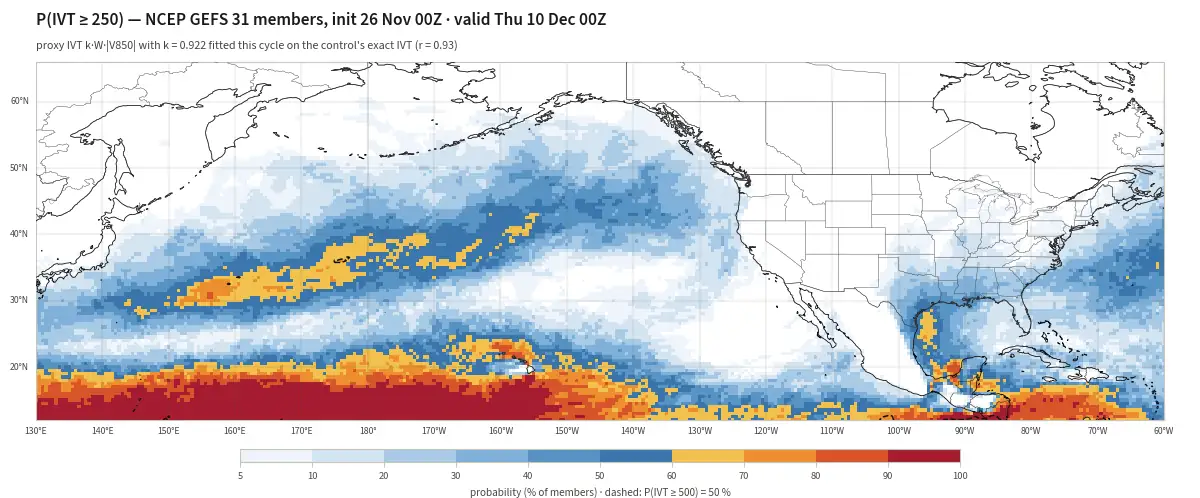 P(IVT ≥ 250) — NCEP GEFS 31 members, init 26 Nov 00Z · valid Thu 10 Dec 00Z
proxy IVT k·W·|V850| with k = 0.922 fitted this cycle on the control's exact IVT (r = 0.93)
60°N
50°N
40°N
30°N
20°N
130°E 140°E 150°E 160°E 170°E 180° 170°W 160°W 150°W 140°W 130°W 120°W 110°W 100°W 90°W 80°W 70°W 60°W
5 10 20 30 40 50 60 70 80 90 100
probability (% of members) · dashed: P(IVT ≥ 500) = 50 %